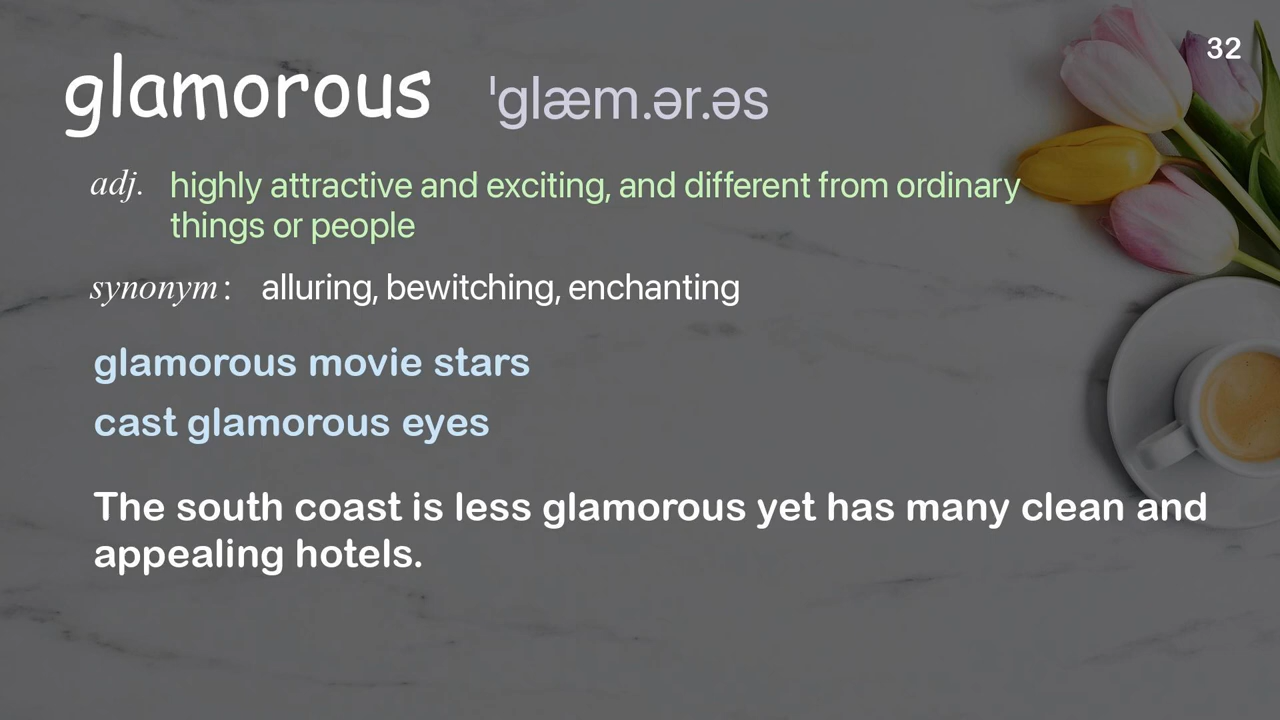 32
glamorous ˈglæm.ər.əs
adj. highly attractive and exciting, and different from ordinary
things or people
synonym: alluring, bewitching, enchanting
glamorous movie stars
cast glamorous eyes
The south coast is less glamorous yet has many clean and
appealing hotels.